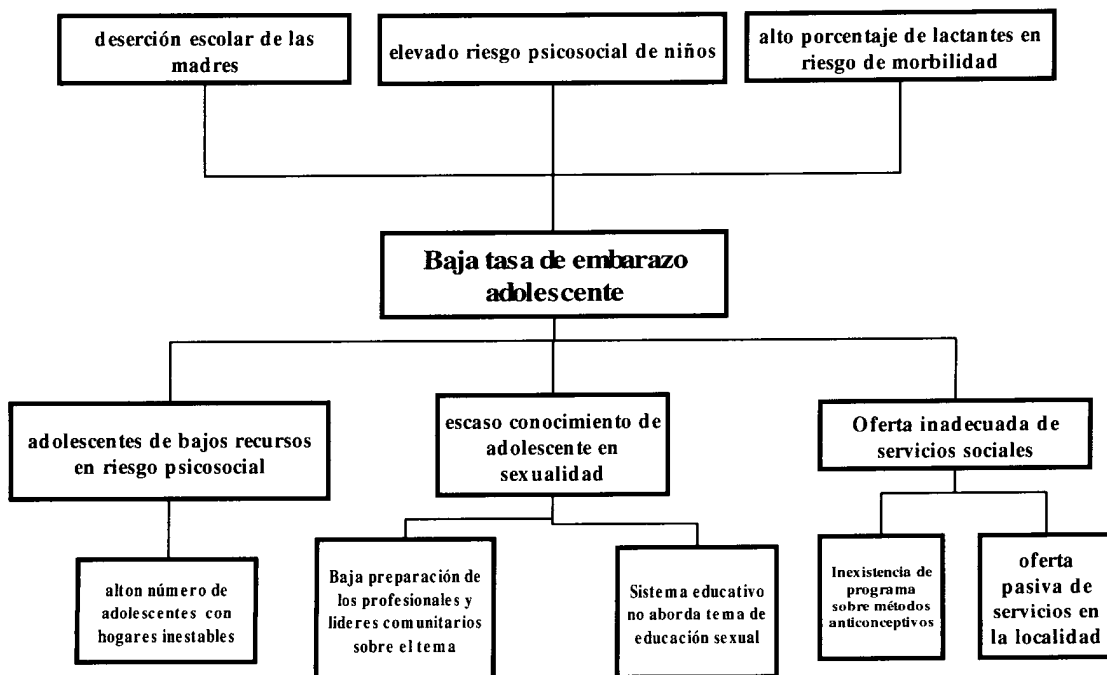 deserción escolar de las
madres
elevado riesgo psicosocial de niños
alto porcentaje de lactantes en
riesgo de morbilidad
Baja tasa de embarazo
adolescente
adolescentes de bajos recursos
en riesgo psicosocial
escaso conocimiento de
adolescente en
sexualidad
Oferta inadecuada de
servicios sociales
alton número de
adolescentes con
hogares inestables
Baja preparación de
los profesionales y
lideres comunitarios
sobre el tema
Sistema educativo
no aborda tema de
educación sexual
Inexistencia de
programa
sobre métodos
anticonceptivos
oferta
pasiva de
servicios en
la localidad